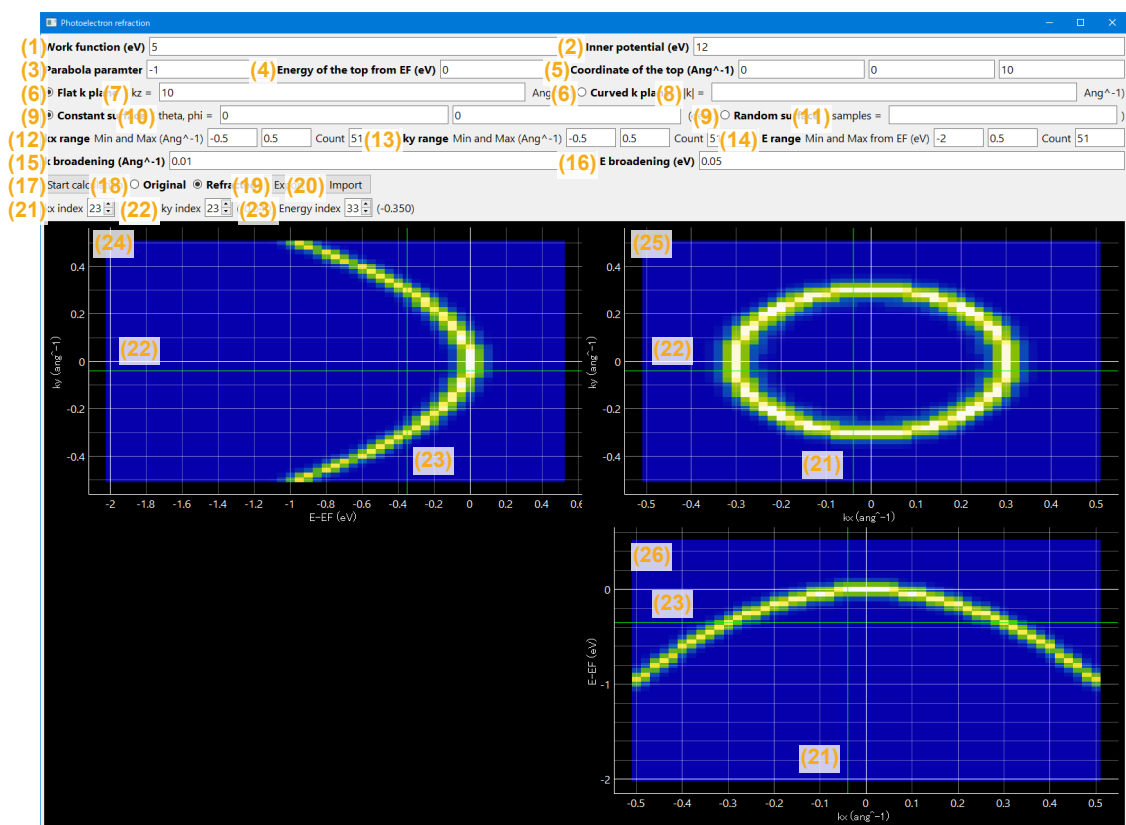 Photoelectron refraction
(1) Work function (eV) 5 (2) Inner potential (eV) 12
(3) Parabola paramter -1 (4) Energy of the top from EF (eV) 0 (5) Coordinate of the top (Ang^-1) 0 0 10
(6) Flat k plan (7) kz = 10 Ang (6) Curved k plan (8) |k| = Ang^-1)
(9) Constant su (10) theta, phi = 0 0 ( (9) Random su (11) samples = )
(12) kx range Min and Max (Ang^-1) -0.5 0.5 Count 51 (13) ky range Min and Max (Ang^-1) -0.5 0.5 Count 51 (14) E range Min and Max from EF (eV) -2 0.5 Count 51
(15) k broadening (Ang^-1) 0.01 (16) E broadening (eV) 0.05
(17) Start calc (18) Original Refra (19) Ex (20) Import
(21) kx index 23 (22) ky index 23 (23) Energy index 33 (-0.350)
(24) (25)
0.4 0.4
0.2 0.2
(22) (22)
0 0
ky (ang^-1) ky (ang^-1)
-0.2 -0.2
-0.4 (23) -0.4 (21)
-2 -1.8 -1.6 -1.4 -1.2 -1 -0.8 -0.6 -0.4 -0.2 0 0.2 0.4 0.6 -0.5 -0.4 -0.3 -0.2 -0.1 0 0.1 0.2 0.3 0.4 0.5
E-EF (eV) kx (ang^-1)
(26)
0
(23)
E-EF (eV)
-1
(21)
-2
-0.5 -0.4 -0.3 -0.2 -0.1 0 0.1 0.2 0.3 0.4 0.5
kx (ang^-1)